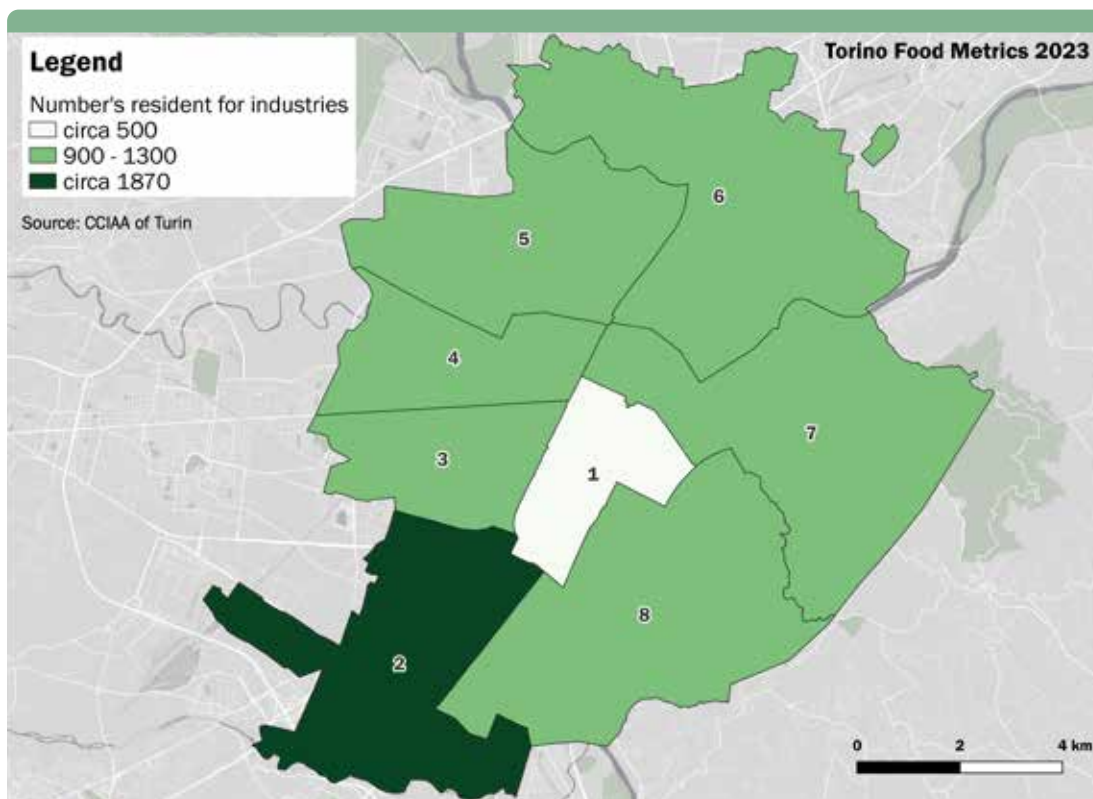 Legend
Number's resident for industries
circa 500
900 - 1300
circa 1870
Source: CCIAA of Turin
Torino Food Metrics 2023
6
5
4
7
3
1
8
2
0 2 4 km